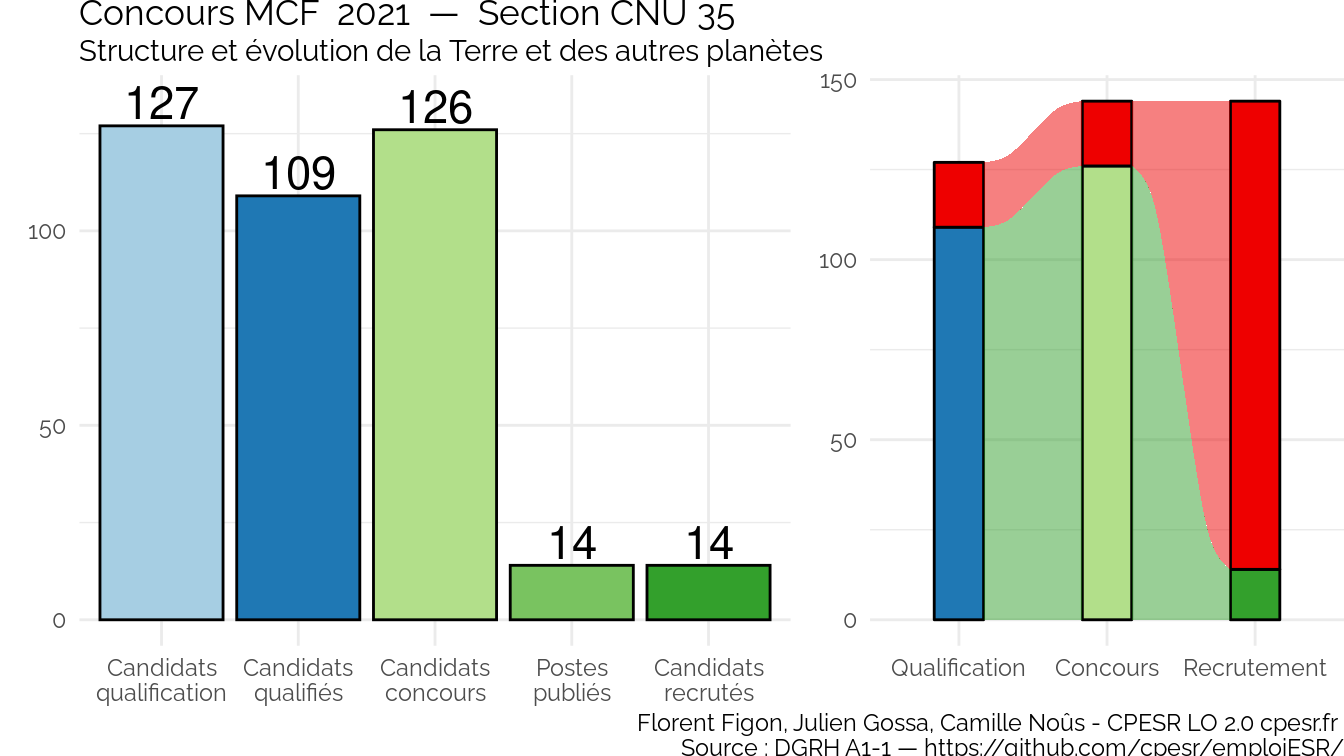 Concours MCF  2021  —  Section CNU 35
Structure et évolution de la Terre et des autres planètes
127
109
126
14
14
100
50
0
Candidats
qualification
Candidats
qualifiés
Candidats
concours
Postes
publiés
Candidats
recrutés
150
100
50
0
Qualification
Concours
Recrutement
Florent Figon, Julien Gossa, Camille Noûs - CPESR LO 2.0 cpesr.fr
Source : DGRH A1-1 — https://github.com/cpesr/emploiESR/